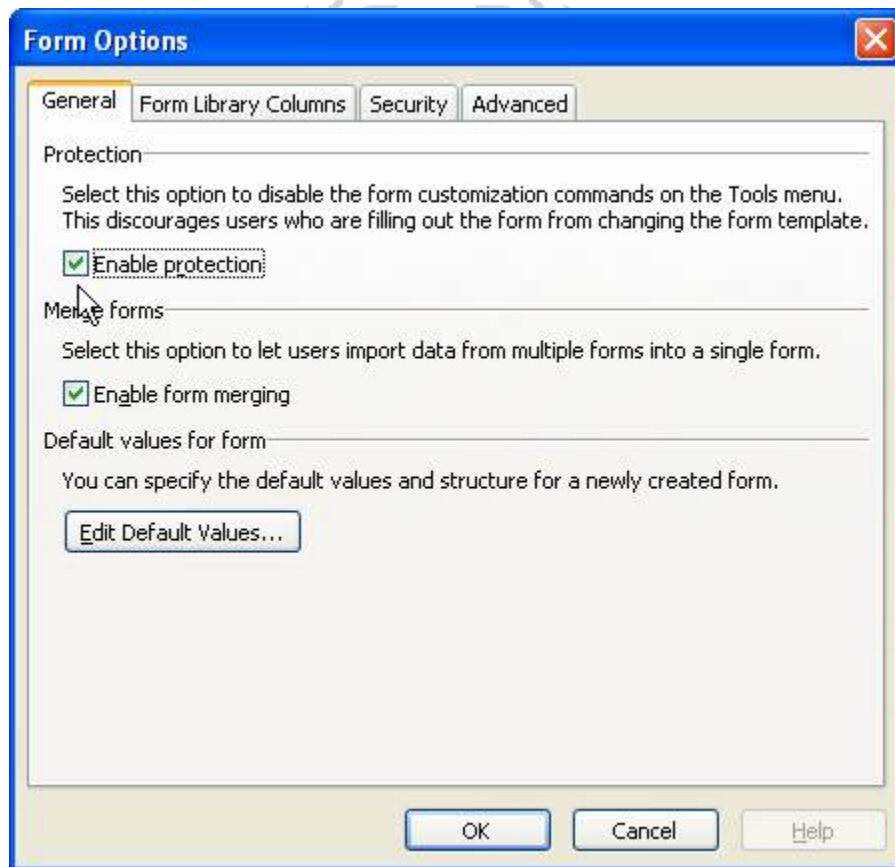 Form Options
General Form Library Columns Security Advanced
Protection
Select this option to disable the form customization commands on the Tools menu.
This discourages users who are filling out the form from changing the form template.
Enable protection
Merge forms
Select this option to let users import data from multiple forms into a single form.
Enable form merging
Default values for form
You can specify the default values and structure for a newly created form.
Edit Default Values...
OK Cancel Help